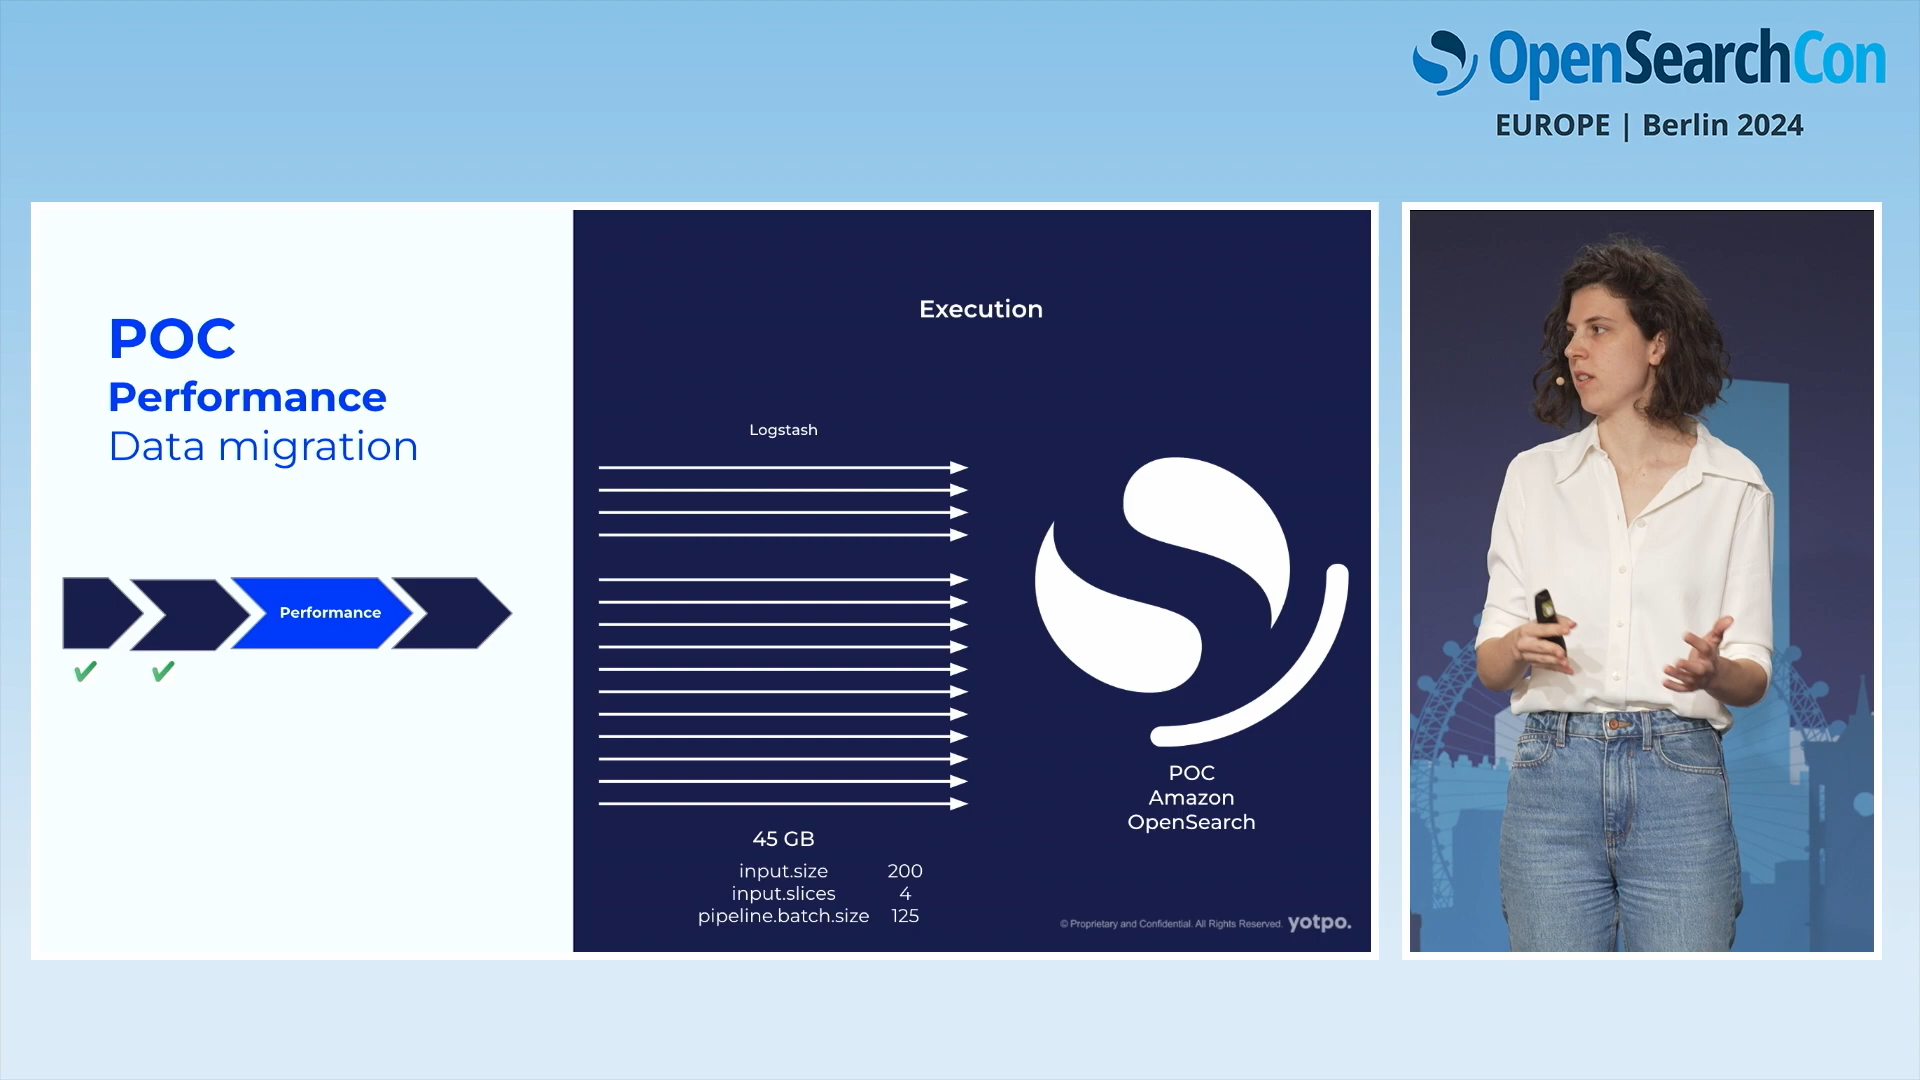 OpenSearchCon
EUROPE | Berlin 2024
POC
Performance
Data migration
Performance
Execution
Logstash
45 GB
input.size 200
input.slices 4
pipeline.batch.size 125
POC
Amazon
OpenSearch
© Proprietary and Confidential. All Rights Reserved. yotpo.